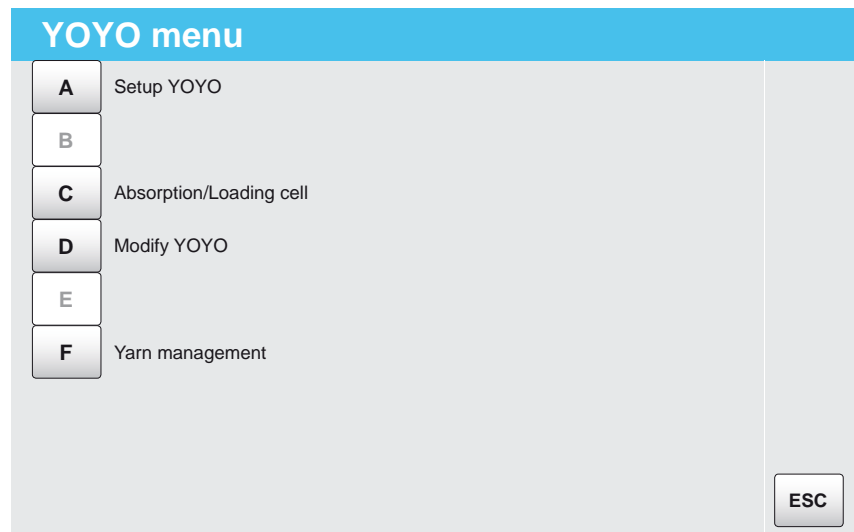 YOYO menu
A Setup YOYO
B
C Absorption/Loading cell
D Modify YOYO
E
F Yarn management
ESC